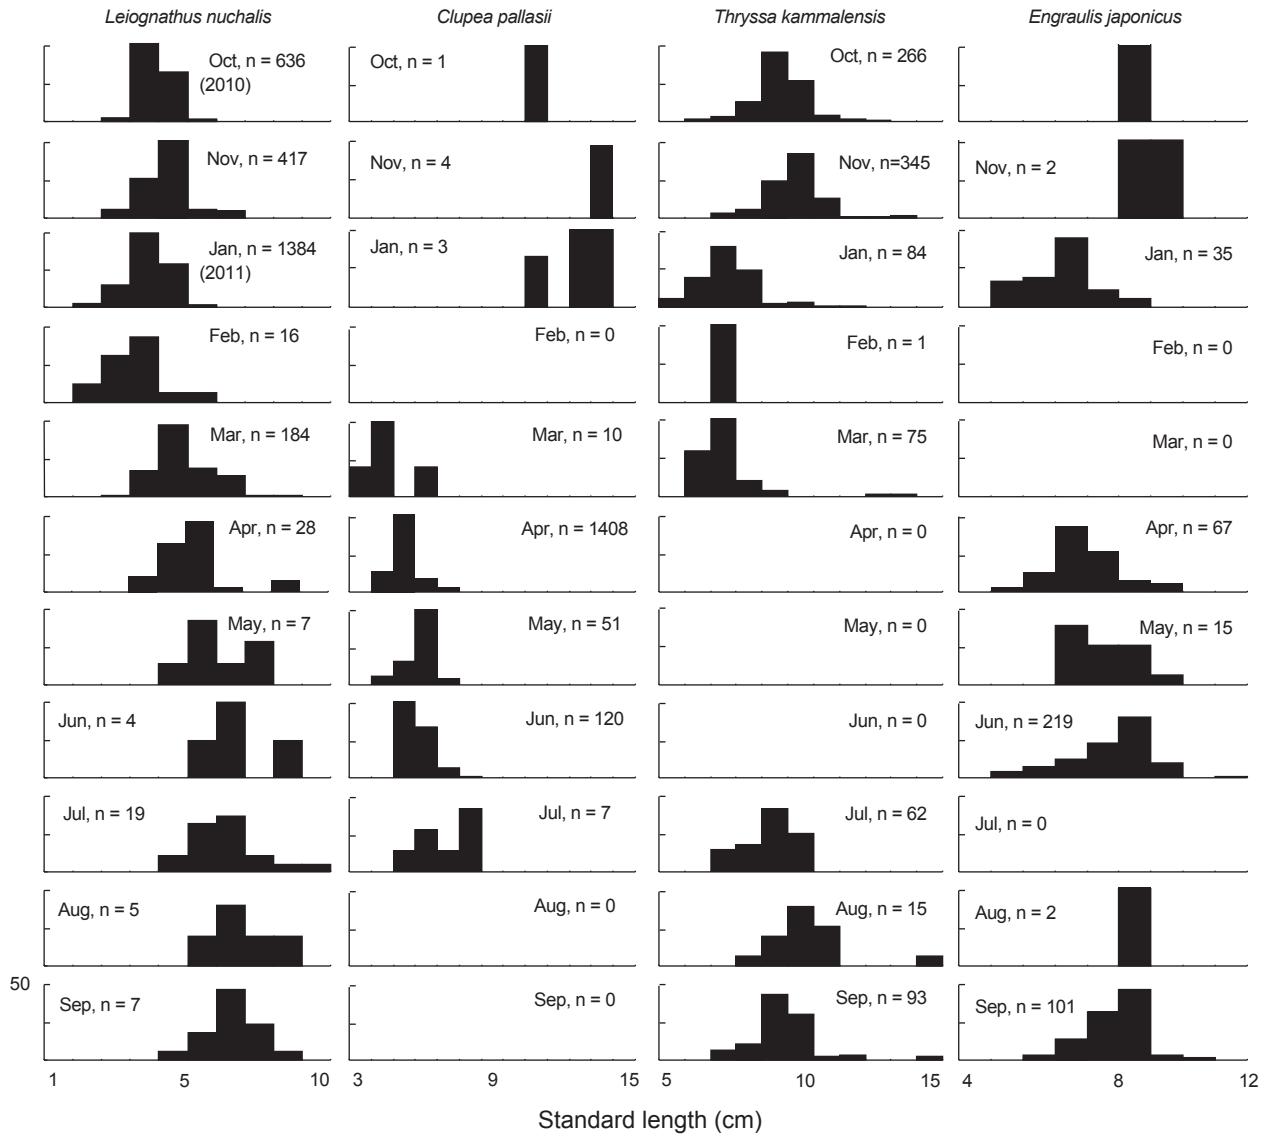 Leiognathus nuchalis
Clupea pallasii
Thryssa kammalensis
Engraulis japonicus
Oct, n = 636
(2010)
Oct, n = 1
Oct, n = 266
Nov, n = 417
Nov, n = 4
Nov, n=345
Nov, n = 2
Jan, n = 1384
(2011)
Jan, n = 3
Jan, n = 84
Jan, n = 35
Feb, n = 16
Feb, n = 0
Feb, n = 1
Feb, n = 0
Mar, n = 184
Mar, n = 10
Mar, n = 75
Mar, n = 0
Apr, n = 28
Apr, n = 1408
Apr, n = 0
Apr, n = 67
May, n = 7
May, n = 51
May, n = 0
May, n = 15
Jun, n = 4
Jun, n = 120
Jun, n = 0
Jun, n = 219
Jul, n = 19
Jul, n = 7
Jul, n = 62
Jul, n = 0
Aug, n = 5
Aug, n = 0
Aug, n = 15
Aug, n = 2
50
Sep, n = 7
Sep, n = 0
Sep, n = 93
Sep, n = 101
1 5 10 3 9 15 5 10 15 4 8 12
Standard length (cm)